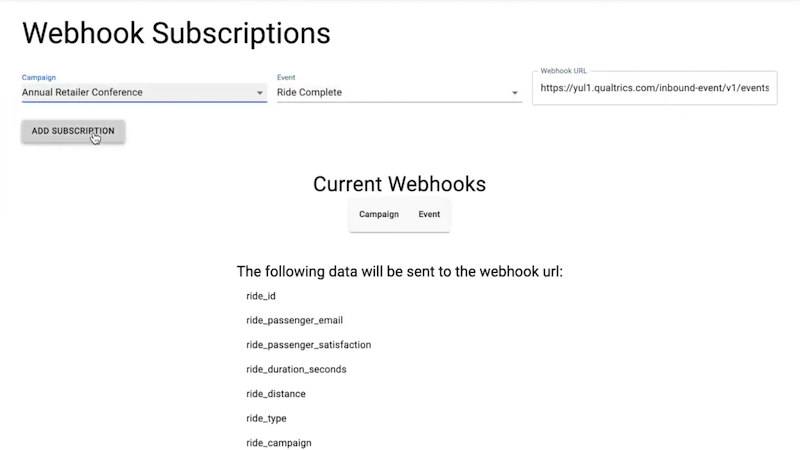 Webhook Subscriptions
Campaign
Annual Retailer Conference
Event
Ride Complete
Webhook URL
https://yul1.qualtrics.com/inbound-event/v1/events
ADD SUBSCRIPTION
Current Webhooks
Campaign Event
The following data will be sent to the webhook url:
ride_id
ride_passenger_email
ride_passenger_satisfaction
ride_duration_seconds
ride_distance
ride_type
ride_campaign